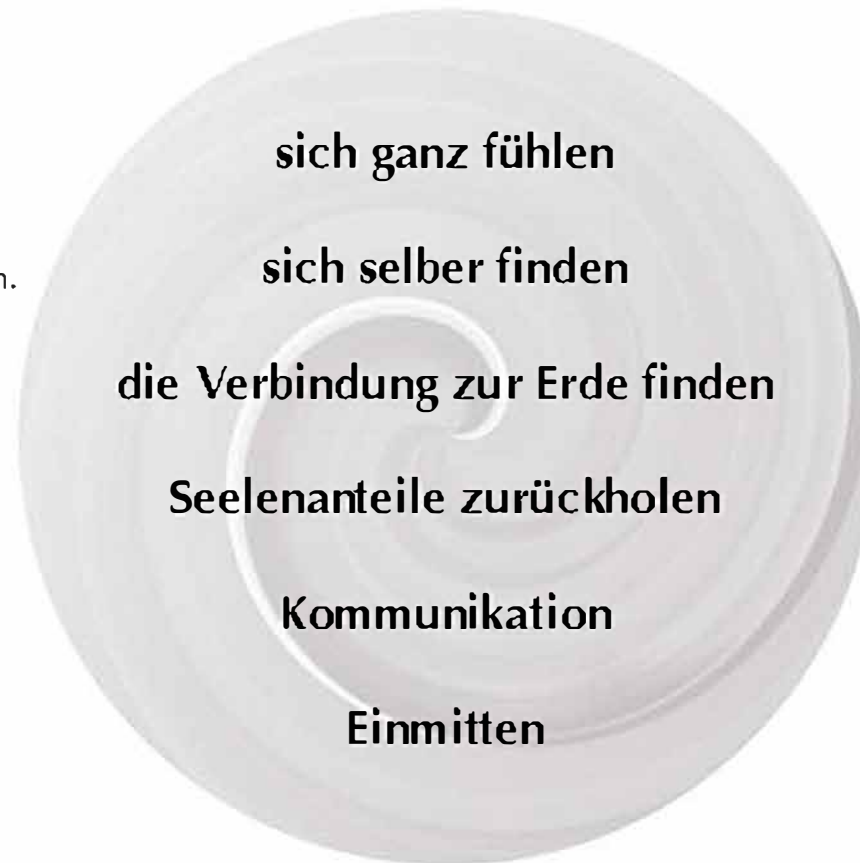 sich ganz fühlen
sich selber finden
die Verbindung zur Erde finden
Seelenanteile zurückholen
Kommunikation
Einmitten